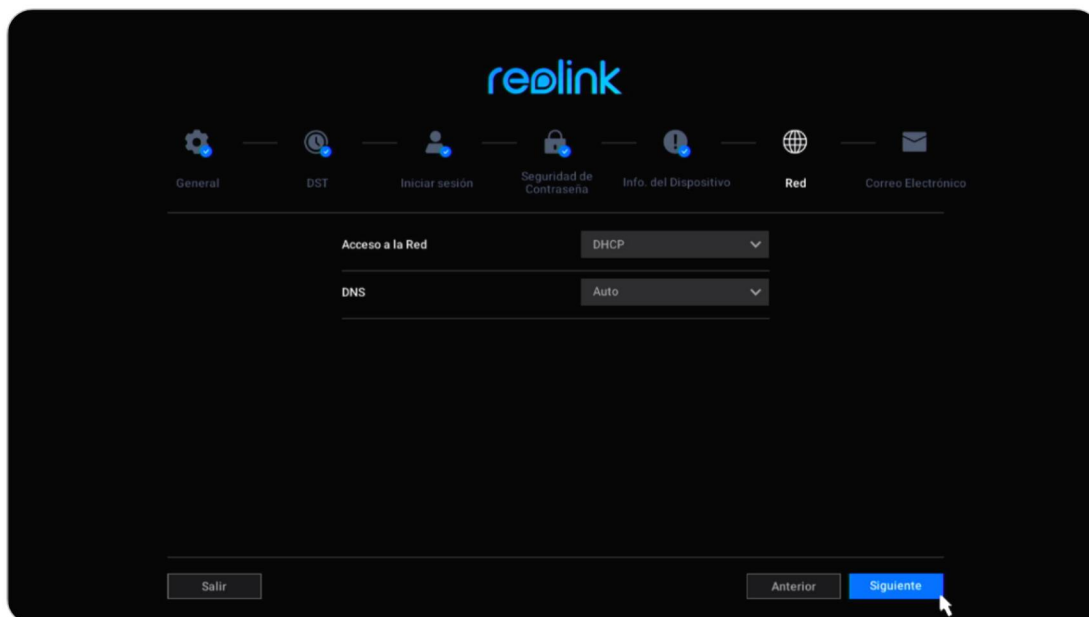 reolink
General
DST
Iniciar sesión
Seguridad de
Contraseña
Info. del Dispositivo
Red
Correo Electrónico
Acceso a la Red
DHCP
DNS
Auto
Salir
Anterior
Siguiente